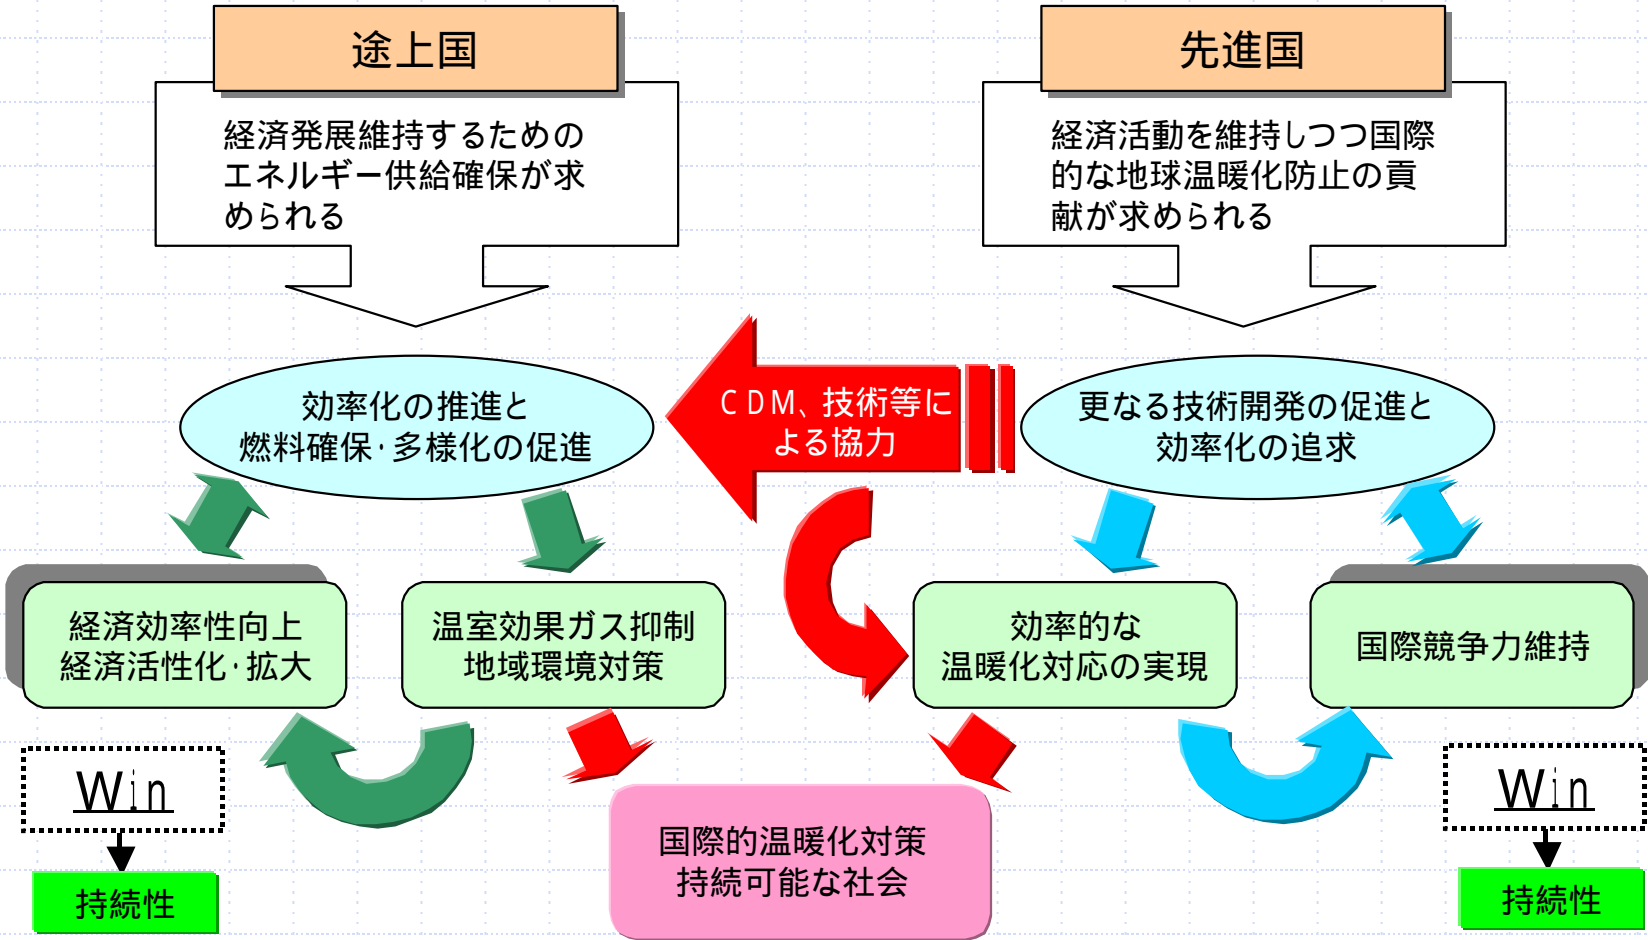 途上国
経済発展維持するための
エネルギー供給確保が求
められる
先進国
経済活動を維持しつつ国際
的な地球温暖化防止の貢
献が求められる
効率化の推進と
燃料確保・多様化の促進
CDM、技術等に
よる協力
更なる技術開発の促進と
効率化の追求
経済効率性向上
経済活性化・拡大
温室効果ガス抑制
地域環境対策
効率的な
温暖化対応の実現
国際競争力維持
Win
持続性
国際的温暖化対策
持続可能な社会
Win
持続性